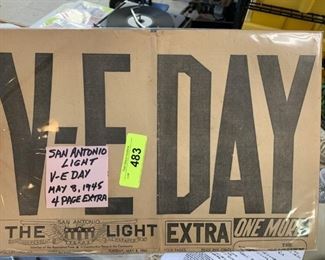 V-E DAY
SAN ANTONIO
LIGHT
V-E DAY
MAY 8, 1945
4 PAGE EXTRA
483
SAN ANTONIO
THE LIGHT EXTRA ONE MORE